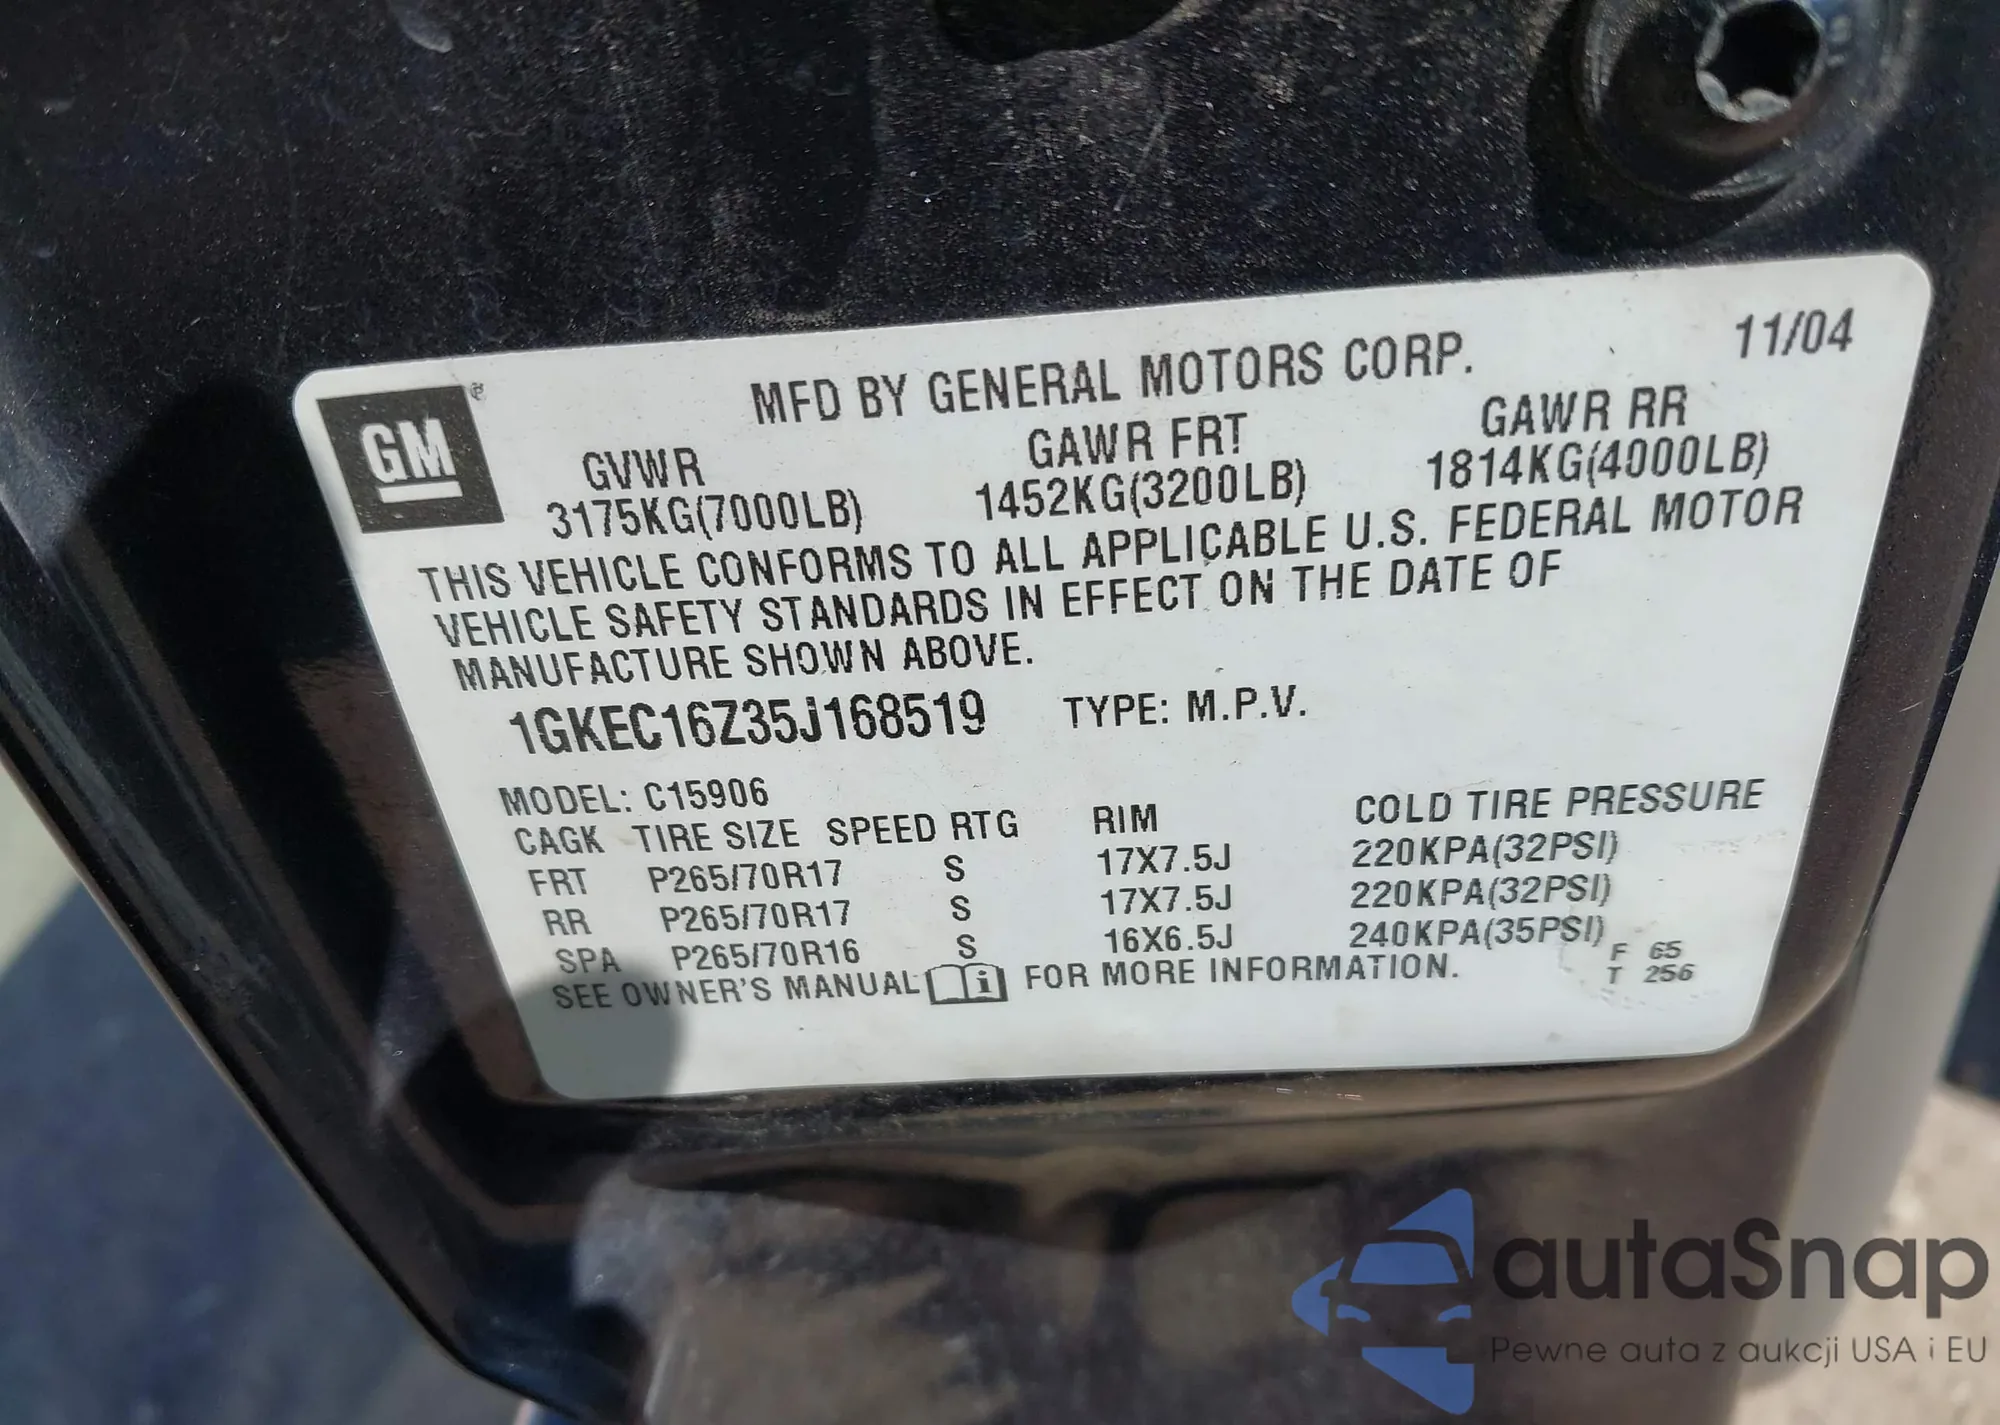 MFD BY GENERAL MOTORS CORP. 11/04
GM ®
GVWR GAWR FRT GAWR RR
3175KG(7000LB) 1452KG(3200LB) 1814KG(4000LB)
THIS VEHICLE CONFORMS TO ALL APPLICABLE U.S. FEDERAL MOTOR
VEHICLE SAFETY STANDARDS IN EFFECT ON THE DATE OF
MANUFACTURE SHOWN ABOVE.
1GKEC16Z35J168519 TYPE: M.P.V.
MODEL: C15906
CAGK TIRE SIZE SPEED RTG RIM COLD TIRE PRESSURE
FRT P265/70R17 S 17X7.5J 220KPA(32PSI)
RR P265/70R17 S 17X7.5J 220KPA(32PSI)
SPA P265/70R16 S 16X6.5J 240KPA(35PSI)
SEE OWNER'S MANUAL i FOR MORE INFORMATION.
F 65
T 256
autaSnap
Pewne auta z aukcji USA i EU